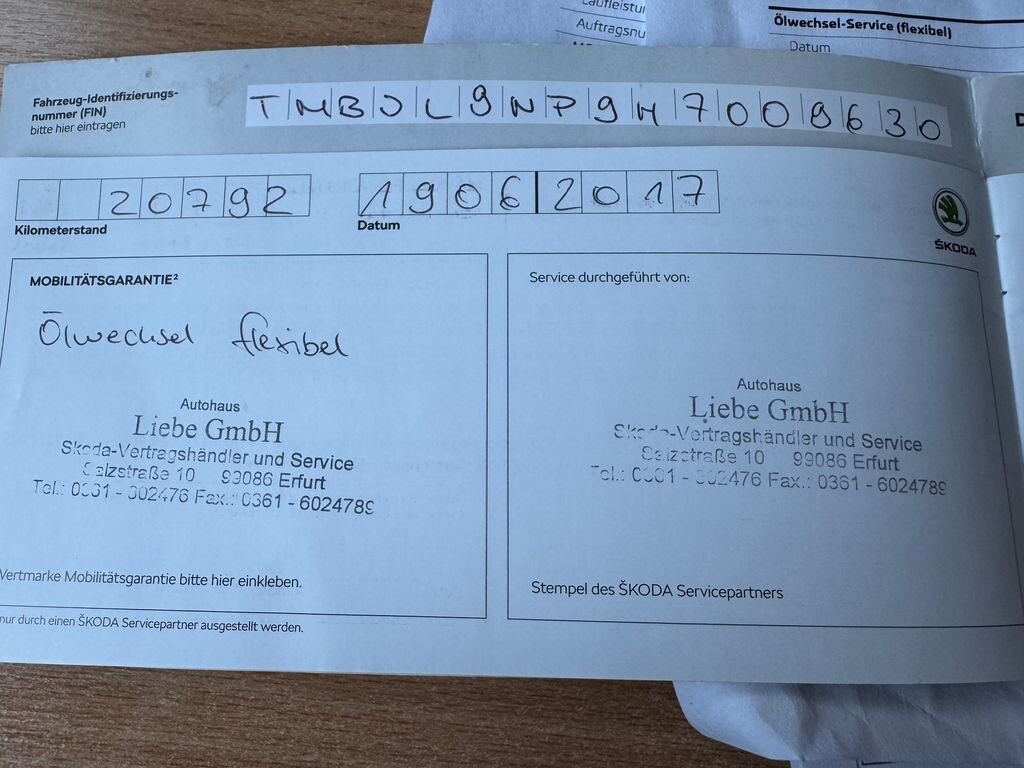 Laufleistu
Auftragsnu
Ölwechsel-Service (flexibel)
Datum
Fahrzeug-Identifizierungs-
nummer (FIN)
bitte hier eintragen
TMBJL9NP9H7008630
20792
19062017
Kilometerstand
Datum
ŠKODA
MOBILITÄTSGARANTIE²
Ölwechsel flexibel
Autohaus
Liebe GmbH
Skoda-Vertragshändler und Service
Salzstraße 10 99086 Erfurt
Tel.: 0361 - 602476 Fax.: 0361 - 6024789
Wertmarke Mobilitätsgarantie bitte hier einkleben.
nur durch einen ŠKODA Servicepartner ausgestellt werden.
Service durchgeführt von:
Autohaus
Liebe GmbH
Skoda-Vertragshändler und Service
Salzstraße 10 99086 Erfurt
Tel.: 0361 - 602476 Fax.: 0361 - 6024789
Stempel des ŠKODA Servicepartners